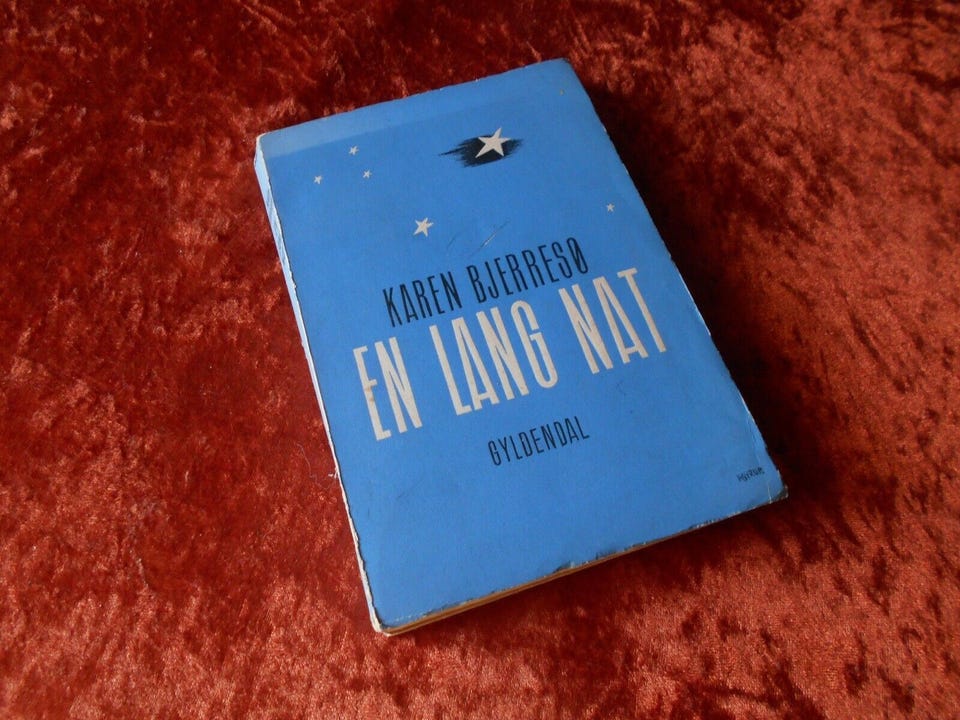 KAREN BJERRESØ
EN LANG NAT
GYLDENDAL